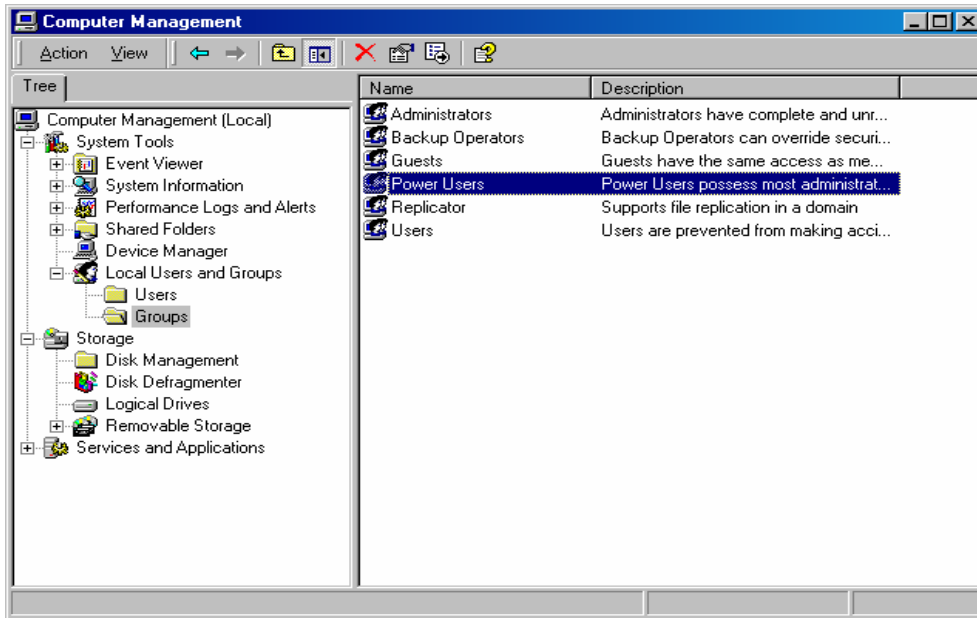 Computer Management
Action View
Tree
Computer Management (Local)
System Tools
Event Viewer
System Information
Performance Logs and Alerts
Shared Folders
Device Manager
Local Users and Groups
Users
Groups
Storage
Disk Management
Disk Defragmenter
Logical Drives
Removable Storage
Services and Applications
Name Description
Administrators Administrators have complete and unr...
Backup Operators Backup Operators can override securi...
Guests Guests have the same access as me...
Power Users Power Users possess most administrat...
Replicator Supports file replication in a domain
Users Users are prevented from making acci...